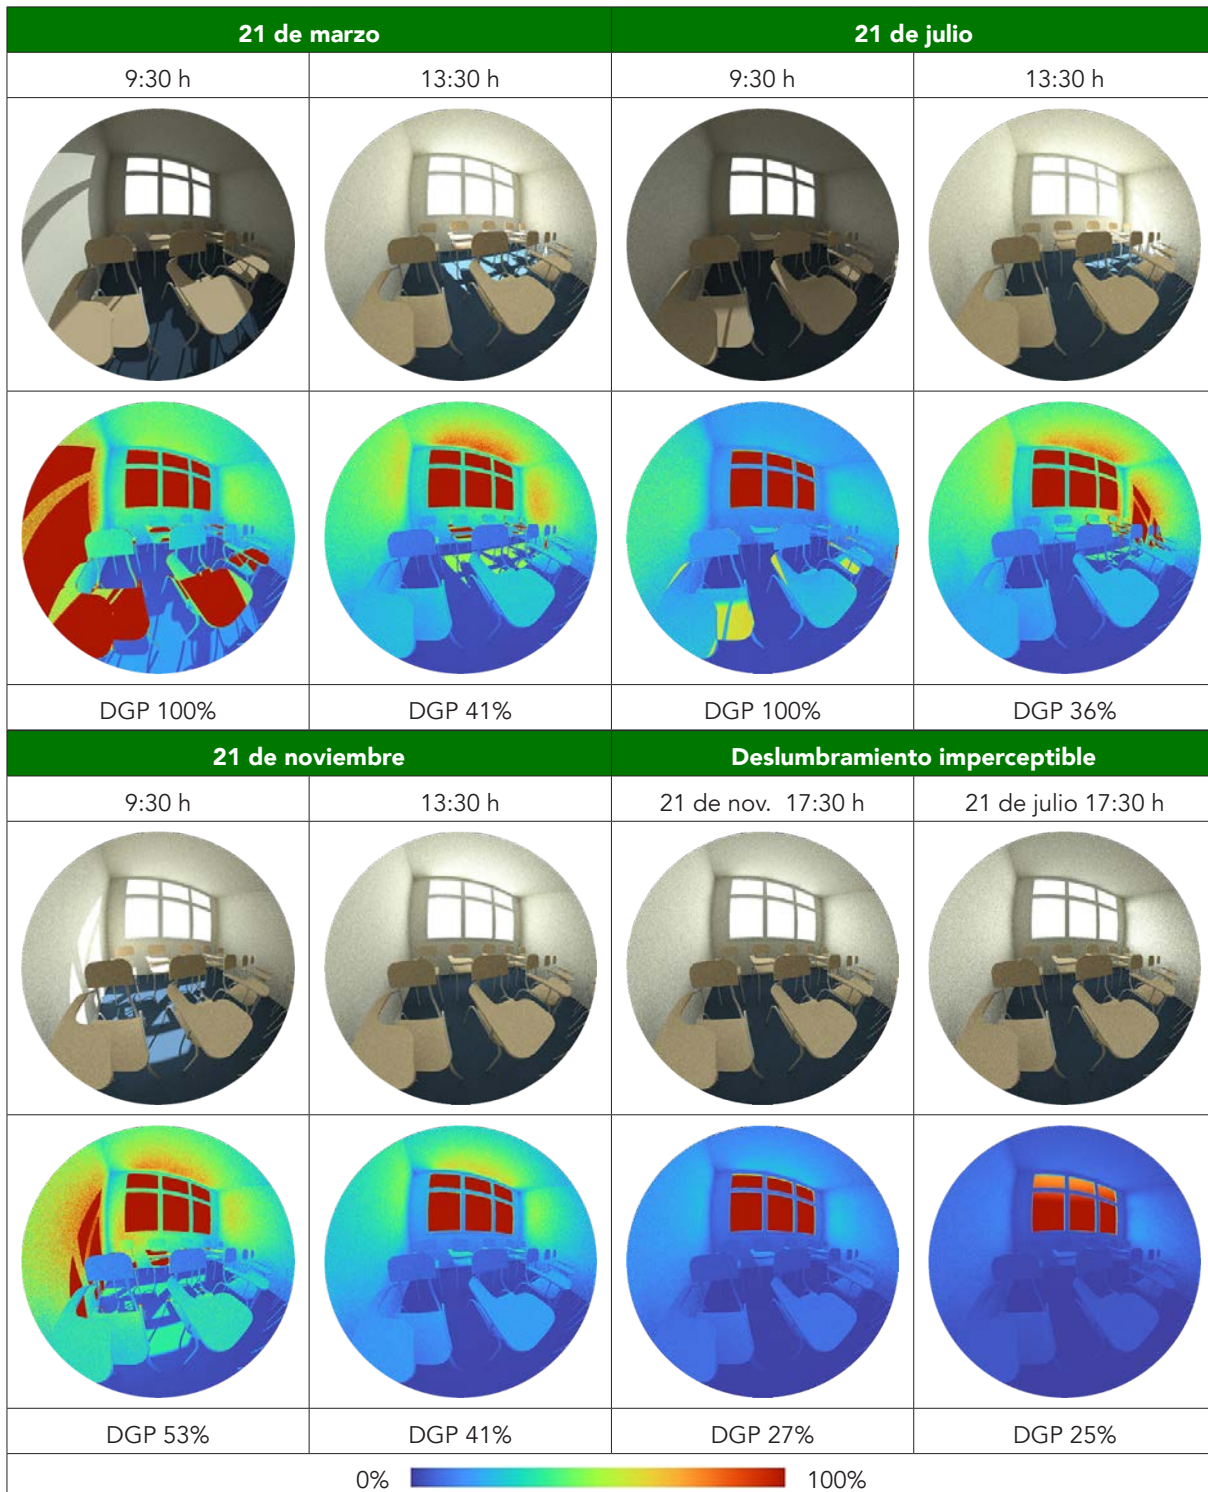 21 de marzo 21 de julio
9:30 h 13:30 h 9:30 h 13:30 h
DGP 100% DGP 41% DGP 100% DGP 36%
21 de noviembre Deslumbramiento imperceptible
9:30 h 13:30 h 21 de nov. 17:30 h 21 de julio 17:30 h
DGP 53% DGP 41% DGP 27% DGP 25%
0% 100%